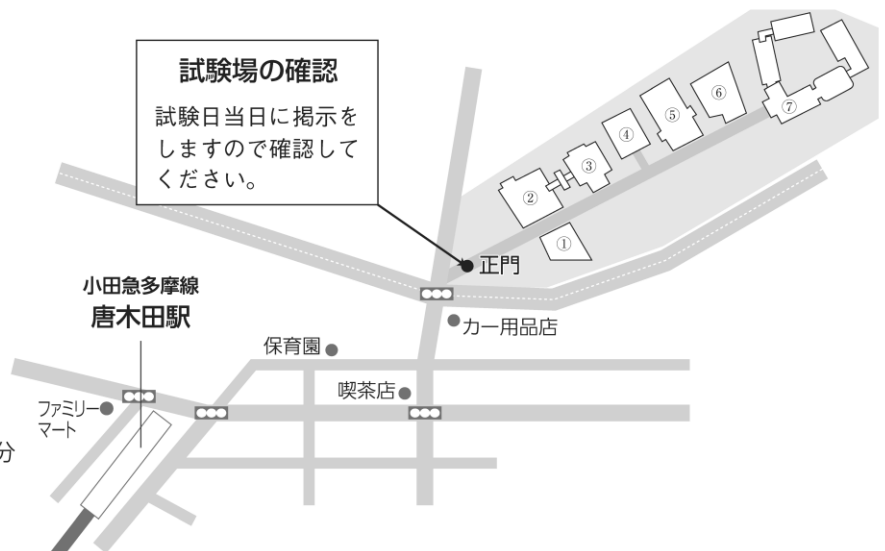 試験場の確認
試験日当日に掲示を
しますので確認して
ください。
⑦
⑥
⑤
④
③
②
①
正門
小田急多摩線
唐木田駅
カー用品店
保育園
喫茶店
ファミリー
マート
分